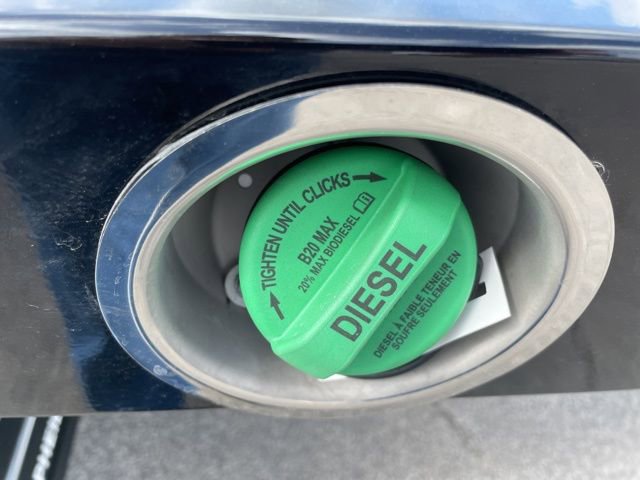 TIGHTEN UNTIL CLICKS
B20 MAX
20% MAX BIODIESEL
DIESEL
DIESEL À FAIBLE TENEUR EN
SOUFRE SEULEMENT